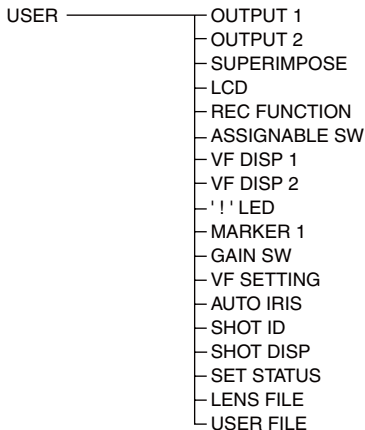 USER OUTPUT 1
OUTPUT 2
SUPERIMPOSE
LCD
REC FUNCTION
ASSIGNABLE SW
VF DISP 1
VF DISP 2
' ! ' LED
MARKER 1
GAIN SW
VF SETTING
AUTO IRIS
SHOT ID
SHOT DISP
SET STATUS
LENS FILE
USER FILE